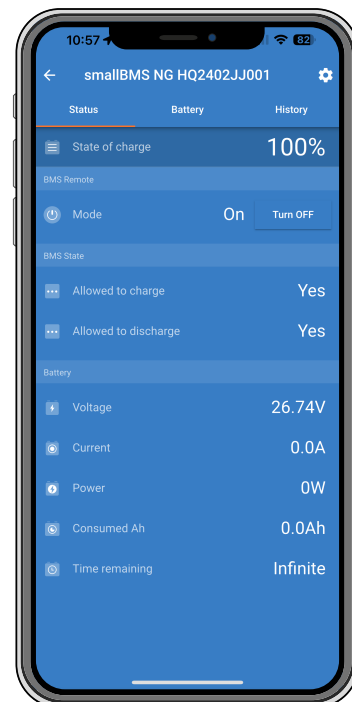 10:57 82
smallBMS NG HQ2402JJ001
Status Battery History
State of charge 100%
BMS Remote
Mode On Turn OFF
BMS State
Allowed to charge Yes
Allowed to discharge Yes
Battery
Voltage 26.74V
Current 0.0A
Power 0W
Consumed Ah 0.0Ah
Time remaining Infinite